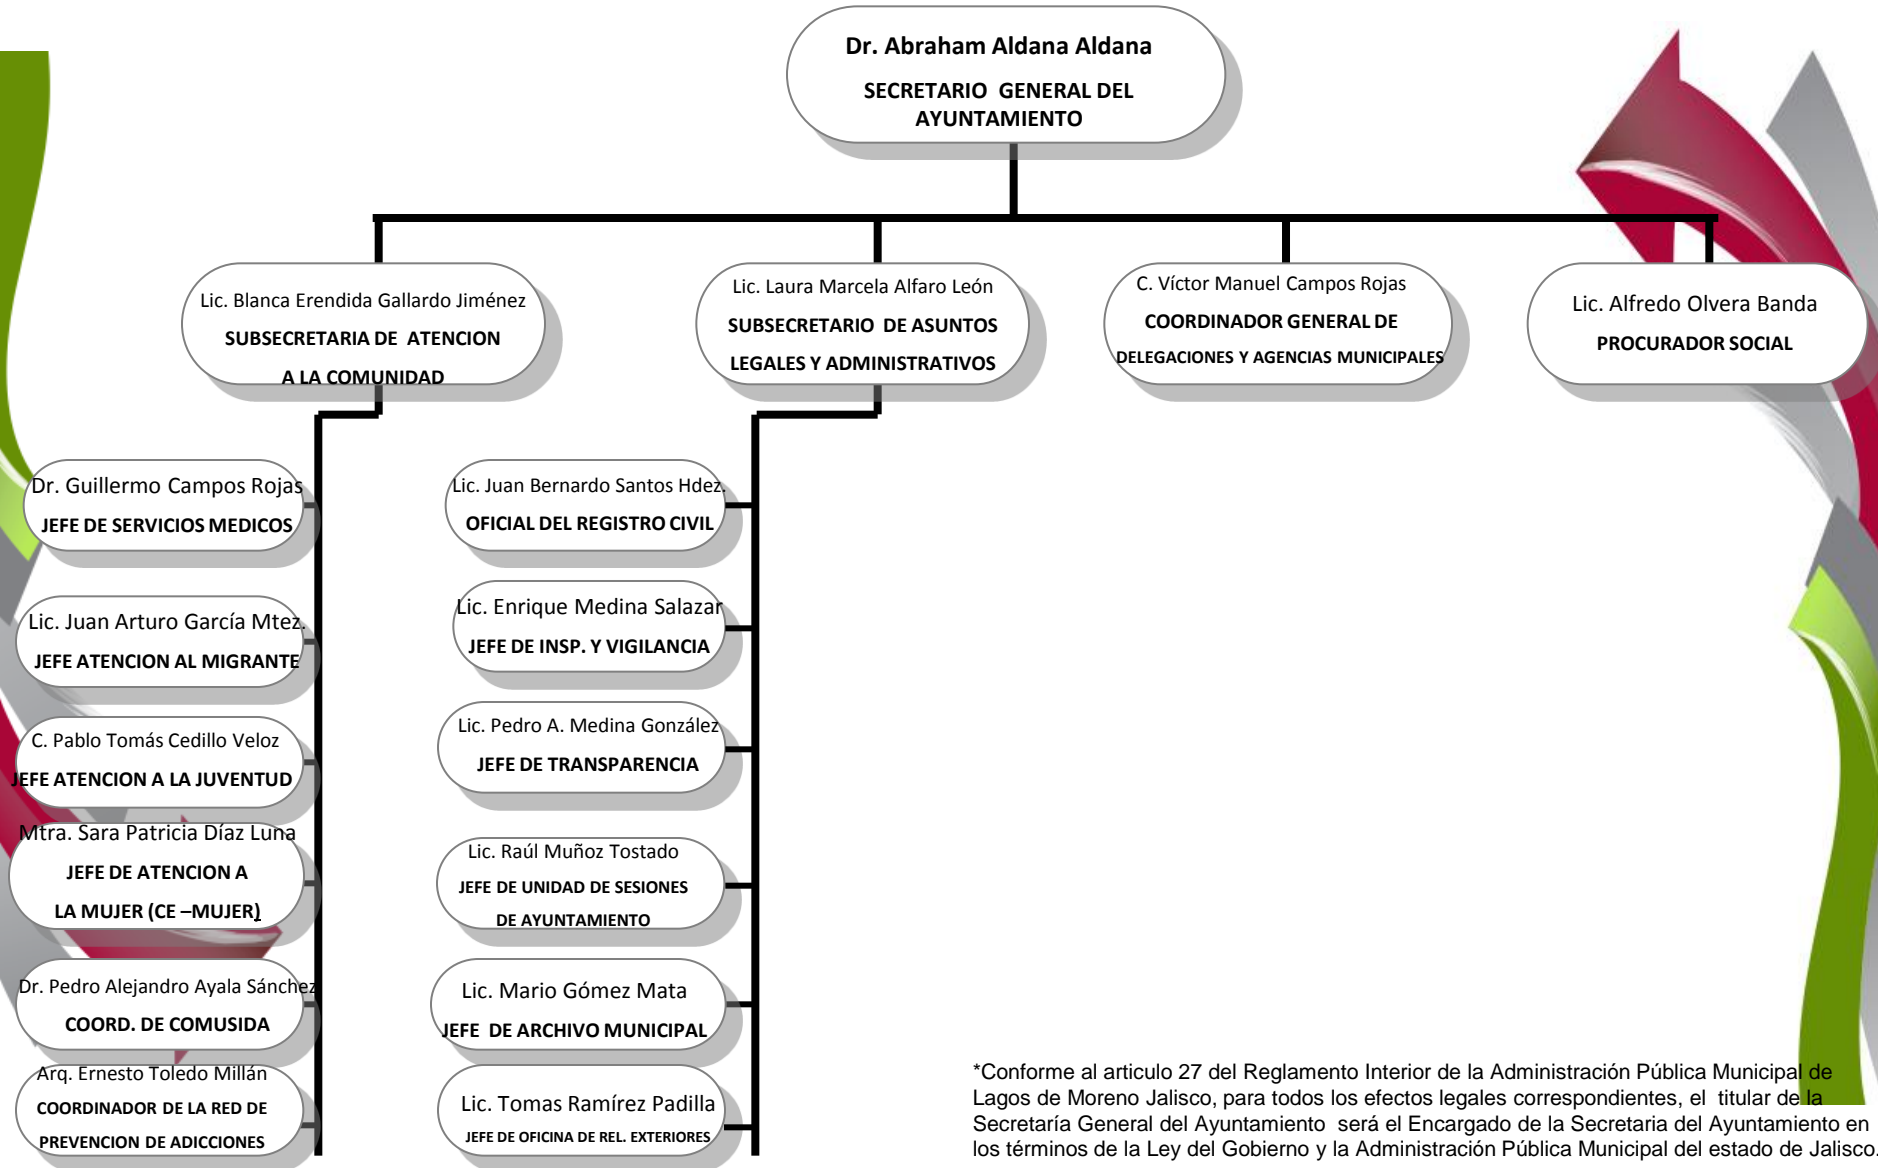 Dr. Abraham Aldana Aldana
SECRETARIO GENERAL DEL
AYUNTAMIENTO
Lic. Blanca Erendida Gallardo Jiménez
SUBSECRETARIA DE ATENCION
A LA COMUNIDAD
Lic. Laura Marcela Alfaro León
SUBSECRETARIO DE ASUNTOS
LEGALES Y ADMINISTRATIVOS
C. Víctor Manuel Campos Rojas
COORDINADOR GENERAL DE
DELEGACIONES Y AGENCIAS MUNICIPALES
Lic. Alfredo Olvera Banda
PROCURADOR SOCIAL
Dr. Guillermo Campos Rojas
JEFE DE SERVICIOS MEDICOS
Lic. Juan Arturo García Mtez.
JEFE ATENCION AL MIGRANTE
C. Pablo Tomás Cedillo Veloz
JEFE ATENCION A LA JUVENTUD
Mtra. Sara Patricia Díaz Luna
JEFE DE ATENCION A
LA MUJER (CE –MUJER)
Dr. Pedro Alejandro Ayala Sánchez
COORD. DE COMUSIDA
Arq. Ernesto Toledo Millán
COORDINADOR DE LA RED DE
PREVENCION DE ADICCIONES
Lic. Juan Bernardo Santos Hdez.
OFICIAL DEL REGISTRO CIVIL
Lic. Enrique Medina Salazar
JEFE DE INSP. Y VIGILANCIA
Lic. Pedro A. Medina González
JEFE DE TRANSPARENCIA
Lic. Raúl Muñoz Tostado
JEFE DE UNIDAD DE SESIONES
DE AYUNTAMIENTO
Lic. Mario Gómez Mata
JEFE DE ARCHIVO MUNICIPAL
Lic. Tomas Ramírez Padilla
JEFE DE OFICINA DE REL. EXTERIORES
*Conforme al articulo 27 del Reglamento Interior de la Administración Pública Municipal de
Lagos de Moreno Jalisco, para todos los efectos legales correspondientes, el titular de la
Secretaría General del Ayuntamiento será el Encargado de la Secretaria del Ayuntamiento en
los términos de la Ley del Gobierno y la Administración Pública Municipal del estado de Jalisco.